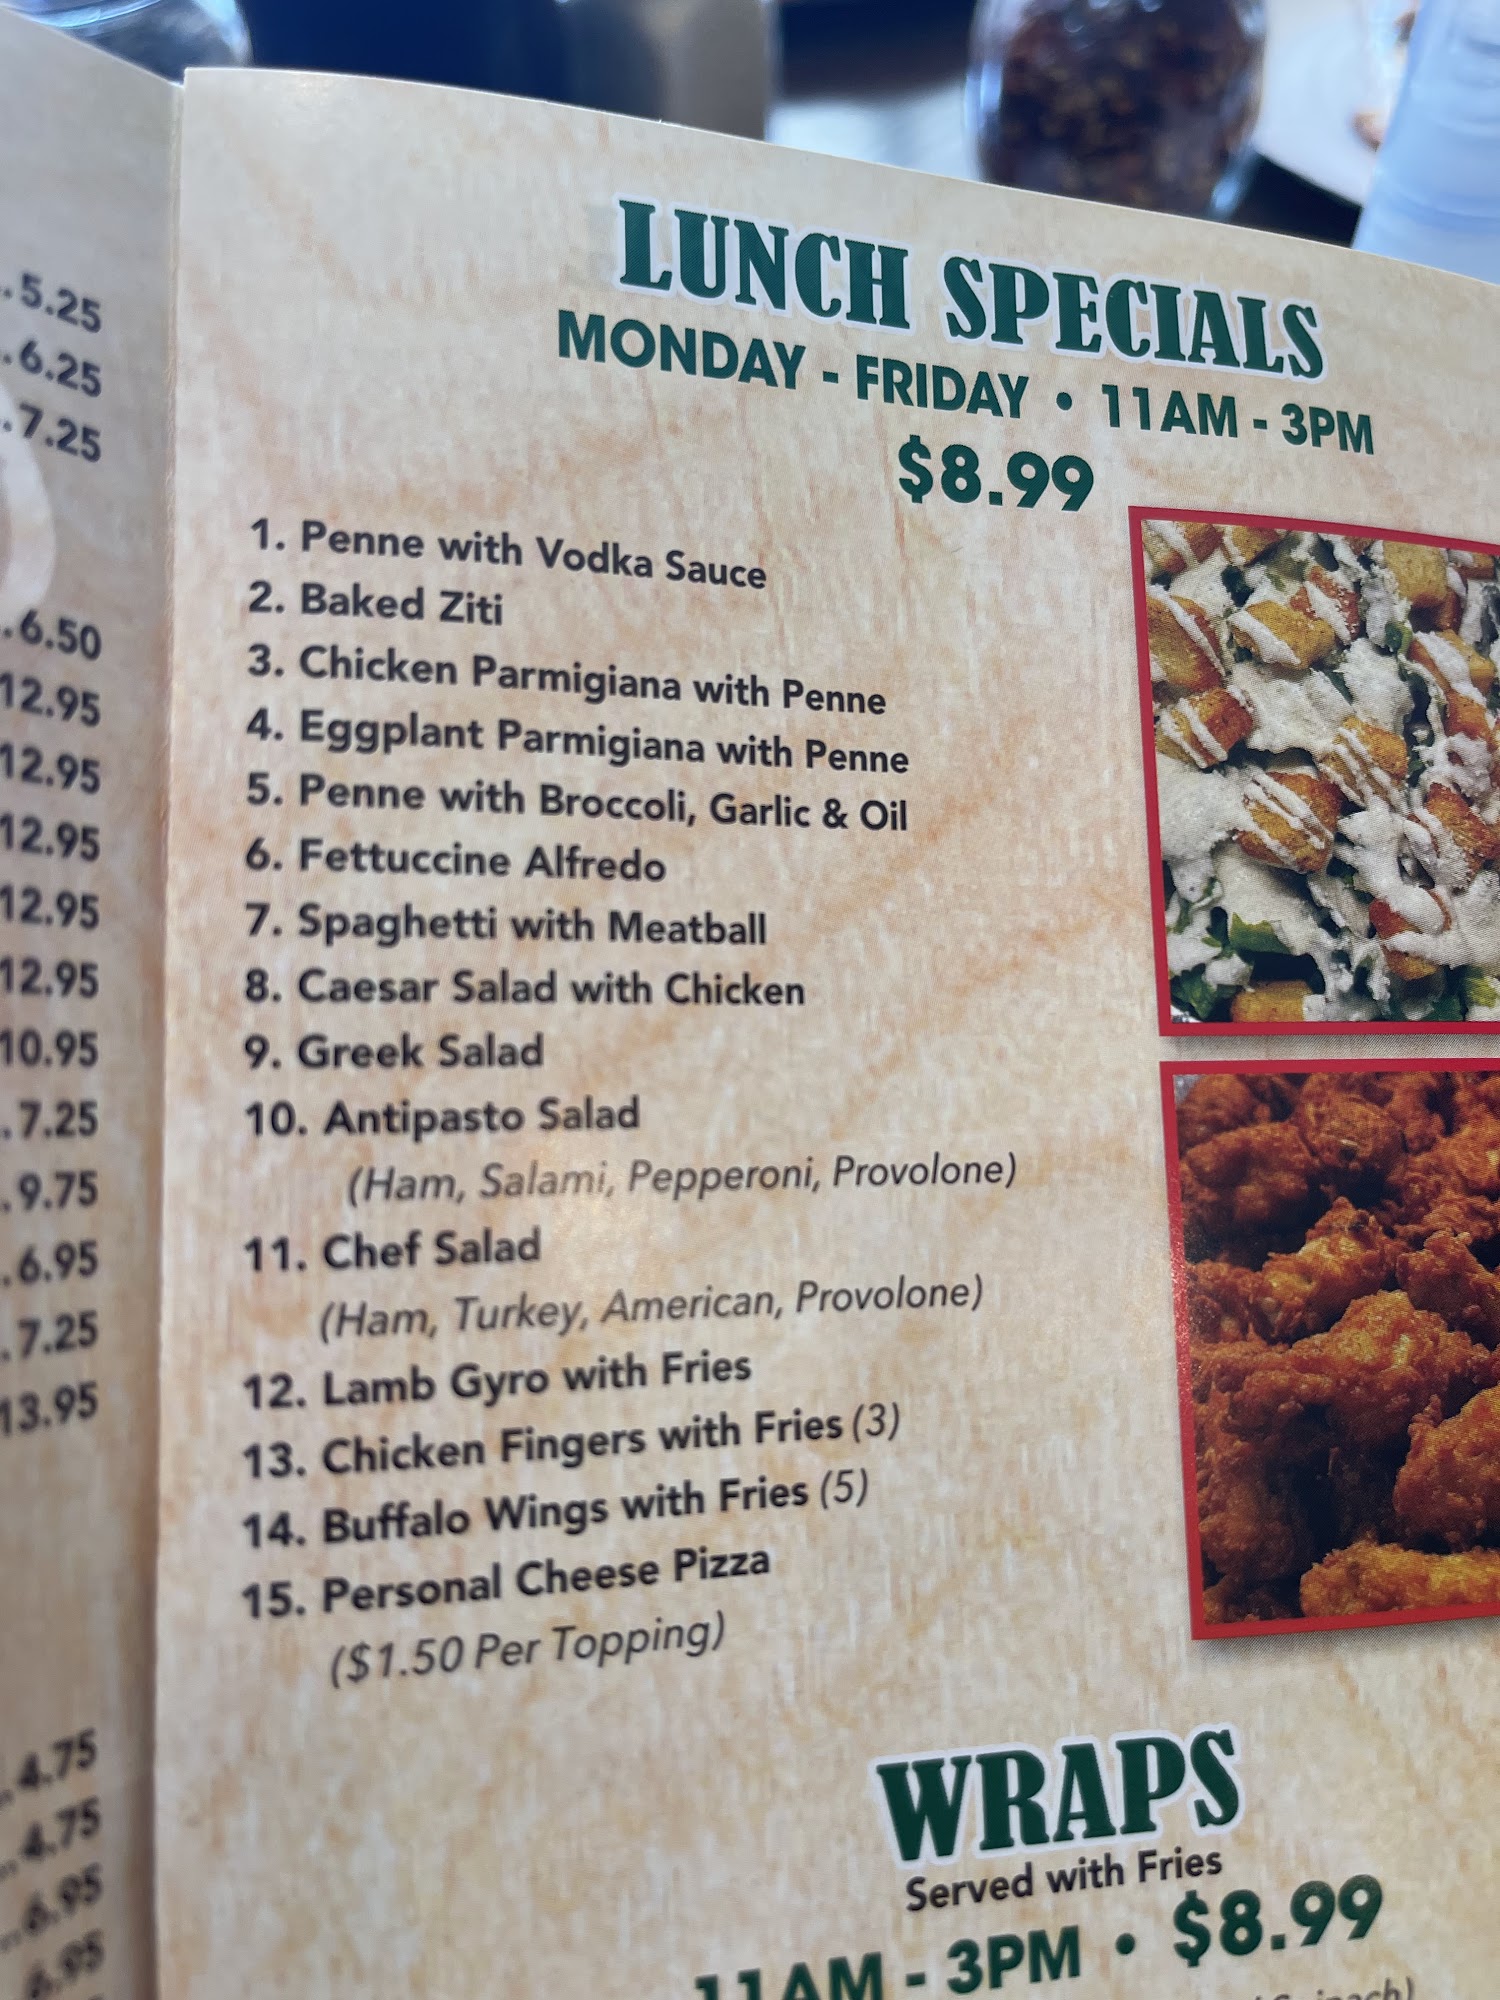 5.25
6.25
7.25
6.50
12.95
12.95
12.95
12.95
12.95
10.95
7.25
9.75
6.95
7.25
13.95
4.75
4.75
6.95
6.95
LUNCH SPECIALS
MONDAY - FRIDAY • 11AM - 3PM
$8.99
1. Penne with Vodka Sauce
2. Baked Ziti
3. Chicken Parmigiana with Penne
4. Eggplant Parmigiana with Penne
5. Penne with Broccoli, Garlic & Oil
6. Fettuccine Alfredo
7. Spaghetti with Meatball
8. Caesar Salad with Chicken
9. Greek Salad
10. Antipasto Salad
(Ham, Salami, Pepperoni, Provolone)
11. Chef Salad
(Ham, Turkey, American, Provolone)
12. Lamb Gyro with Fries
13. Chicken Fingers with Fries (3)
14. Buffalo Wings with Fries (5)
15. Personal Cheese Pizza
($1.50 Per Topping)
WRAPS
Served with Fries
11AM - 3PM • $8.99